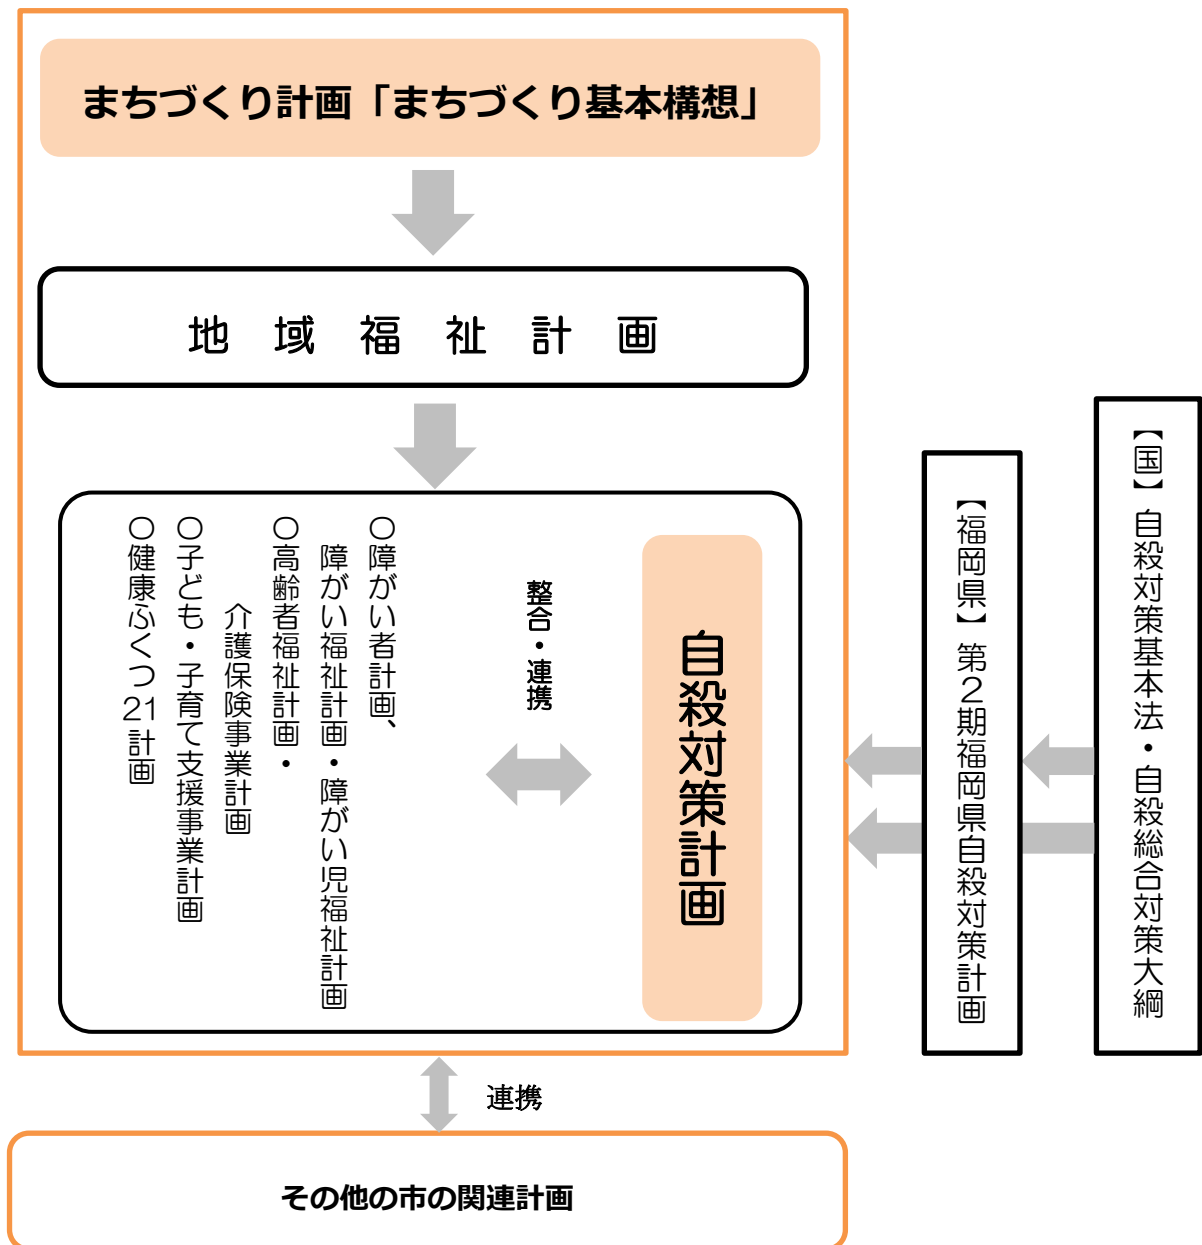 まちづくり計画「まちづくり基本構想」
地域福祉計画
自殺対策計画
整合・連携
〇障がい者計画、
障がい福祉計画・障がい児福祉計画
〇高齢者福祉計画・
介護保険事業計画
〇子ども・子育て支援事業計画
〇健康ふくつ21計画
【国】自殺対策基本法・自殺総合対策大綱
【福岡県】第2期福岡県自殺対策計画
連携
その他の市の関連計画